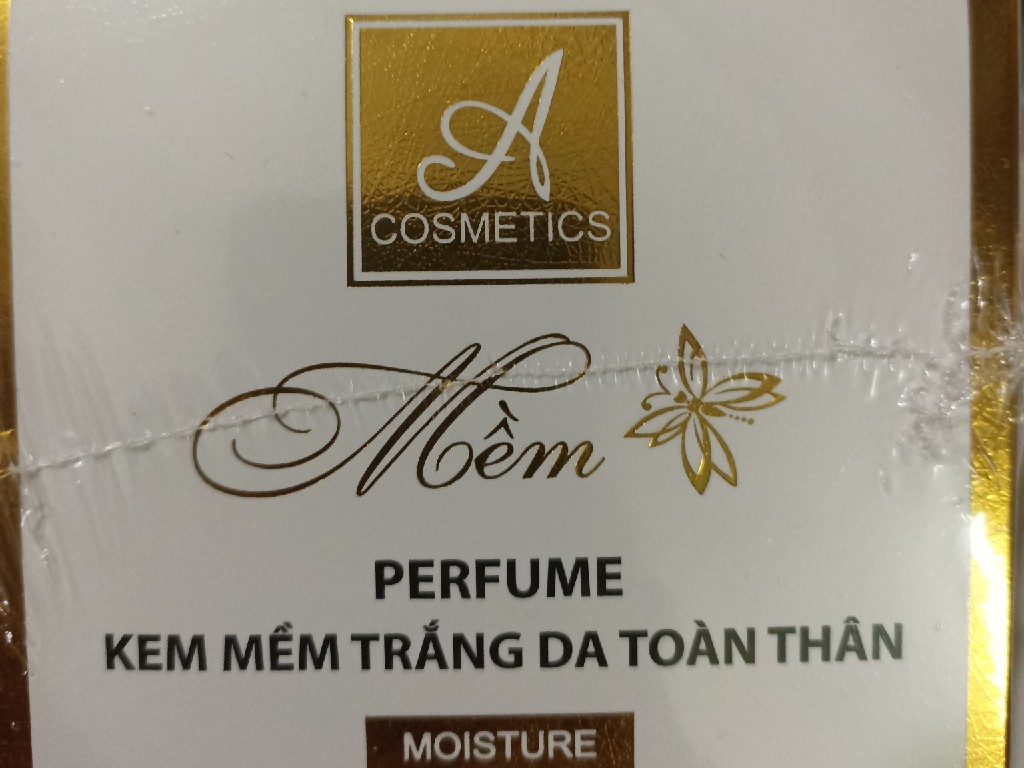 A
COSMETICS
Mềm
PERFUME
KEM MỀM TRẮNG DA TOÀN THÂN
MOISTURE